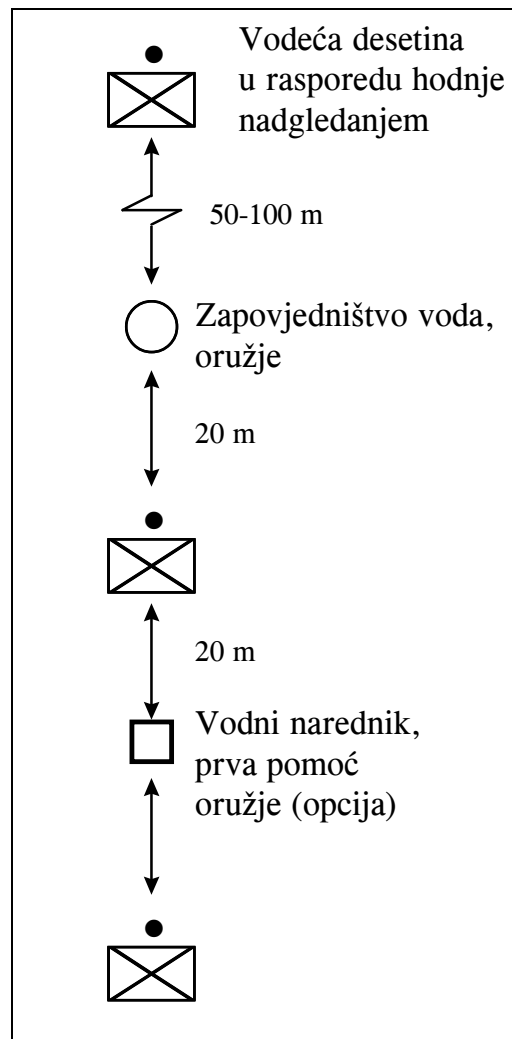 Vodeća desetina
u rasporedu hodnje
nadgledanjem
50-100 m
Zapovjedništvo voda,
oružje
20 m
20 m
Vodni narednik,
prva pomoć
oružje (opcija)